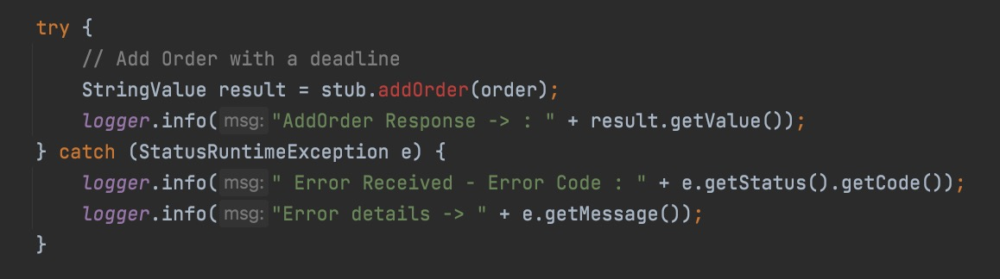 try {
// Add Order with a deadline
StringValue result = stub.addOrder(order);
logger.info( msg: "AddOrder Response -> : " + result.getValue());
} catch (StatusRuntimeException e) {
logger.info( msg: " Error Received - Error Code : " + e.getStatus().getCode());
logger.info( msg: "Error details -> " + e.getMessage());
}